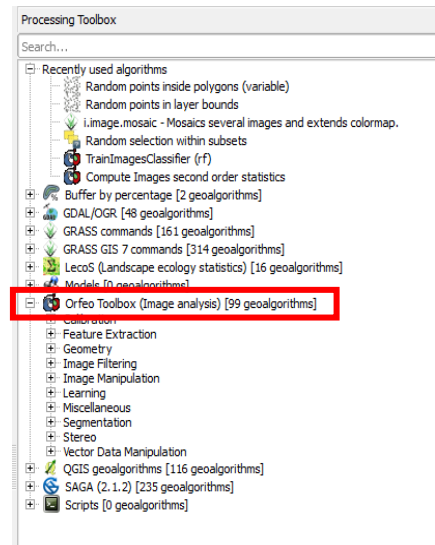 Processing Toolbox
Search...
Recently used algorithms
Random points inside polygons (variable)
Random points in layer bounds
i.image.mosaic - Mosaics several images and extends colormap.
Random selection within subsets
TrainImagesClassifier (rf)
Compute Images second order statistics
Buffer by percentage [2 geoalgorithms]
GDAL/OGR [48 geoalgorithms]
GRASS commands [161 geoalgorithms]
GRASS GIS 7 commands [314 geoalgorithms]
LecoS (Landscape ecology statistics) [16 geoalgorithms]
Models [0 geoalgorithms]
Orfeo Toolbox (Image analysis) [99 geoalgorithms]
Calibration
Feature Extraction
Geometry
Image Filtering
Image Manipulation
Learning
Miscellaneous
Segmentation
Stereo
Vector Data Manipulation
QGIS geoalgorithms [116 geoalgorithms]
SAGA (2.1.2) [235 geoalgorithms]
Scripts [0 geoalgorithms]